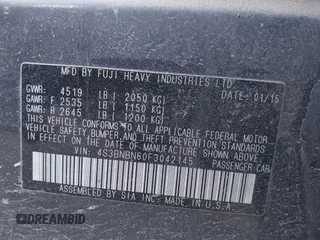 MFD BY FUJI HEAVY INDUSTRIES LTD.
DATE: 01/15
GVWR: 4519 LB ( 2050 KG)
GAWR: F 2535 LB ( 1150 KG)
GAWR: R 2645 LB ( 1200 KG)
THIS VEHICLE CONFORMS TO ALL APPLICABLE FEDERAL MOTOR
VEHICLE SAFETY, BUMPER, AND THEFT PREVENTION
STANDARDS IN EFFECT ON THE DATE OF MANUFACTURE
SHOWN ABOVE.
4S3BNBN60F3042145
PASSENGER CAR
ASSEMBLED BY SIA INC. MADE IN U.S.A.
DREAMBID